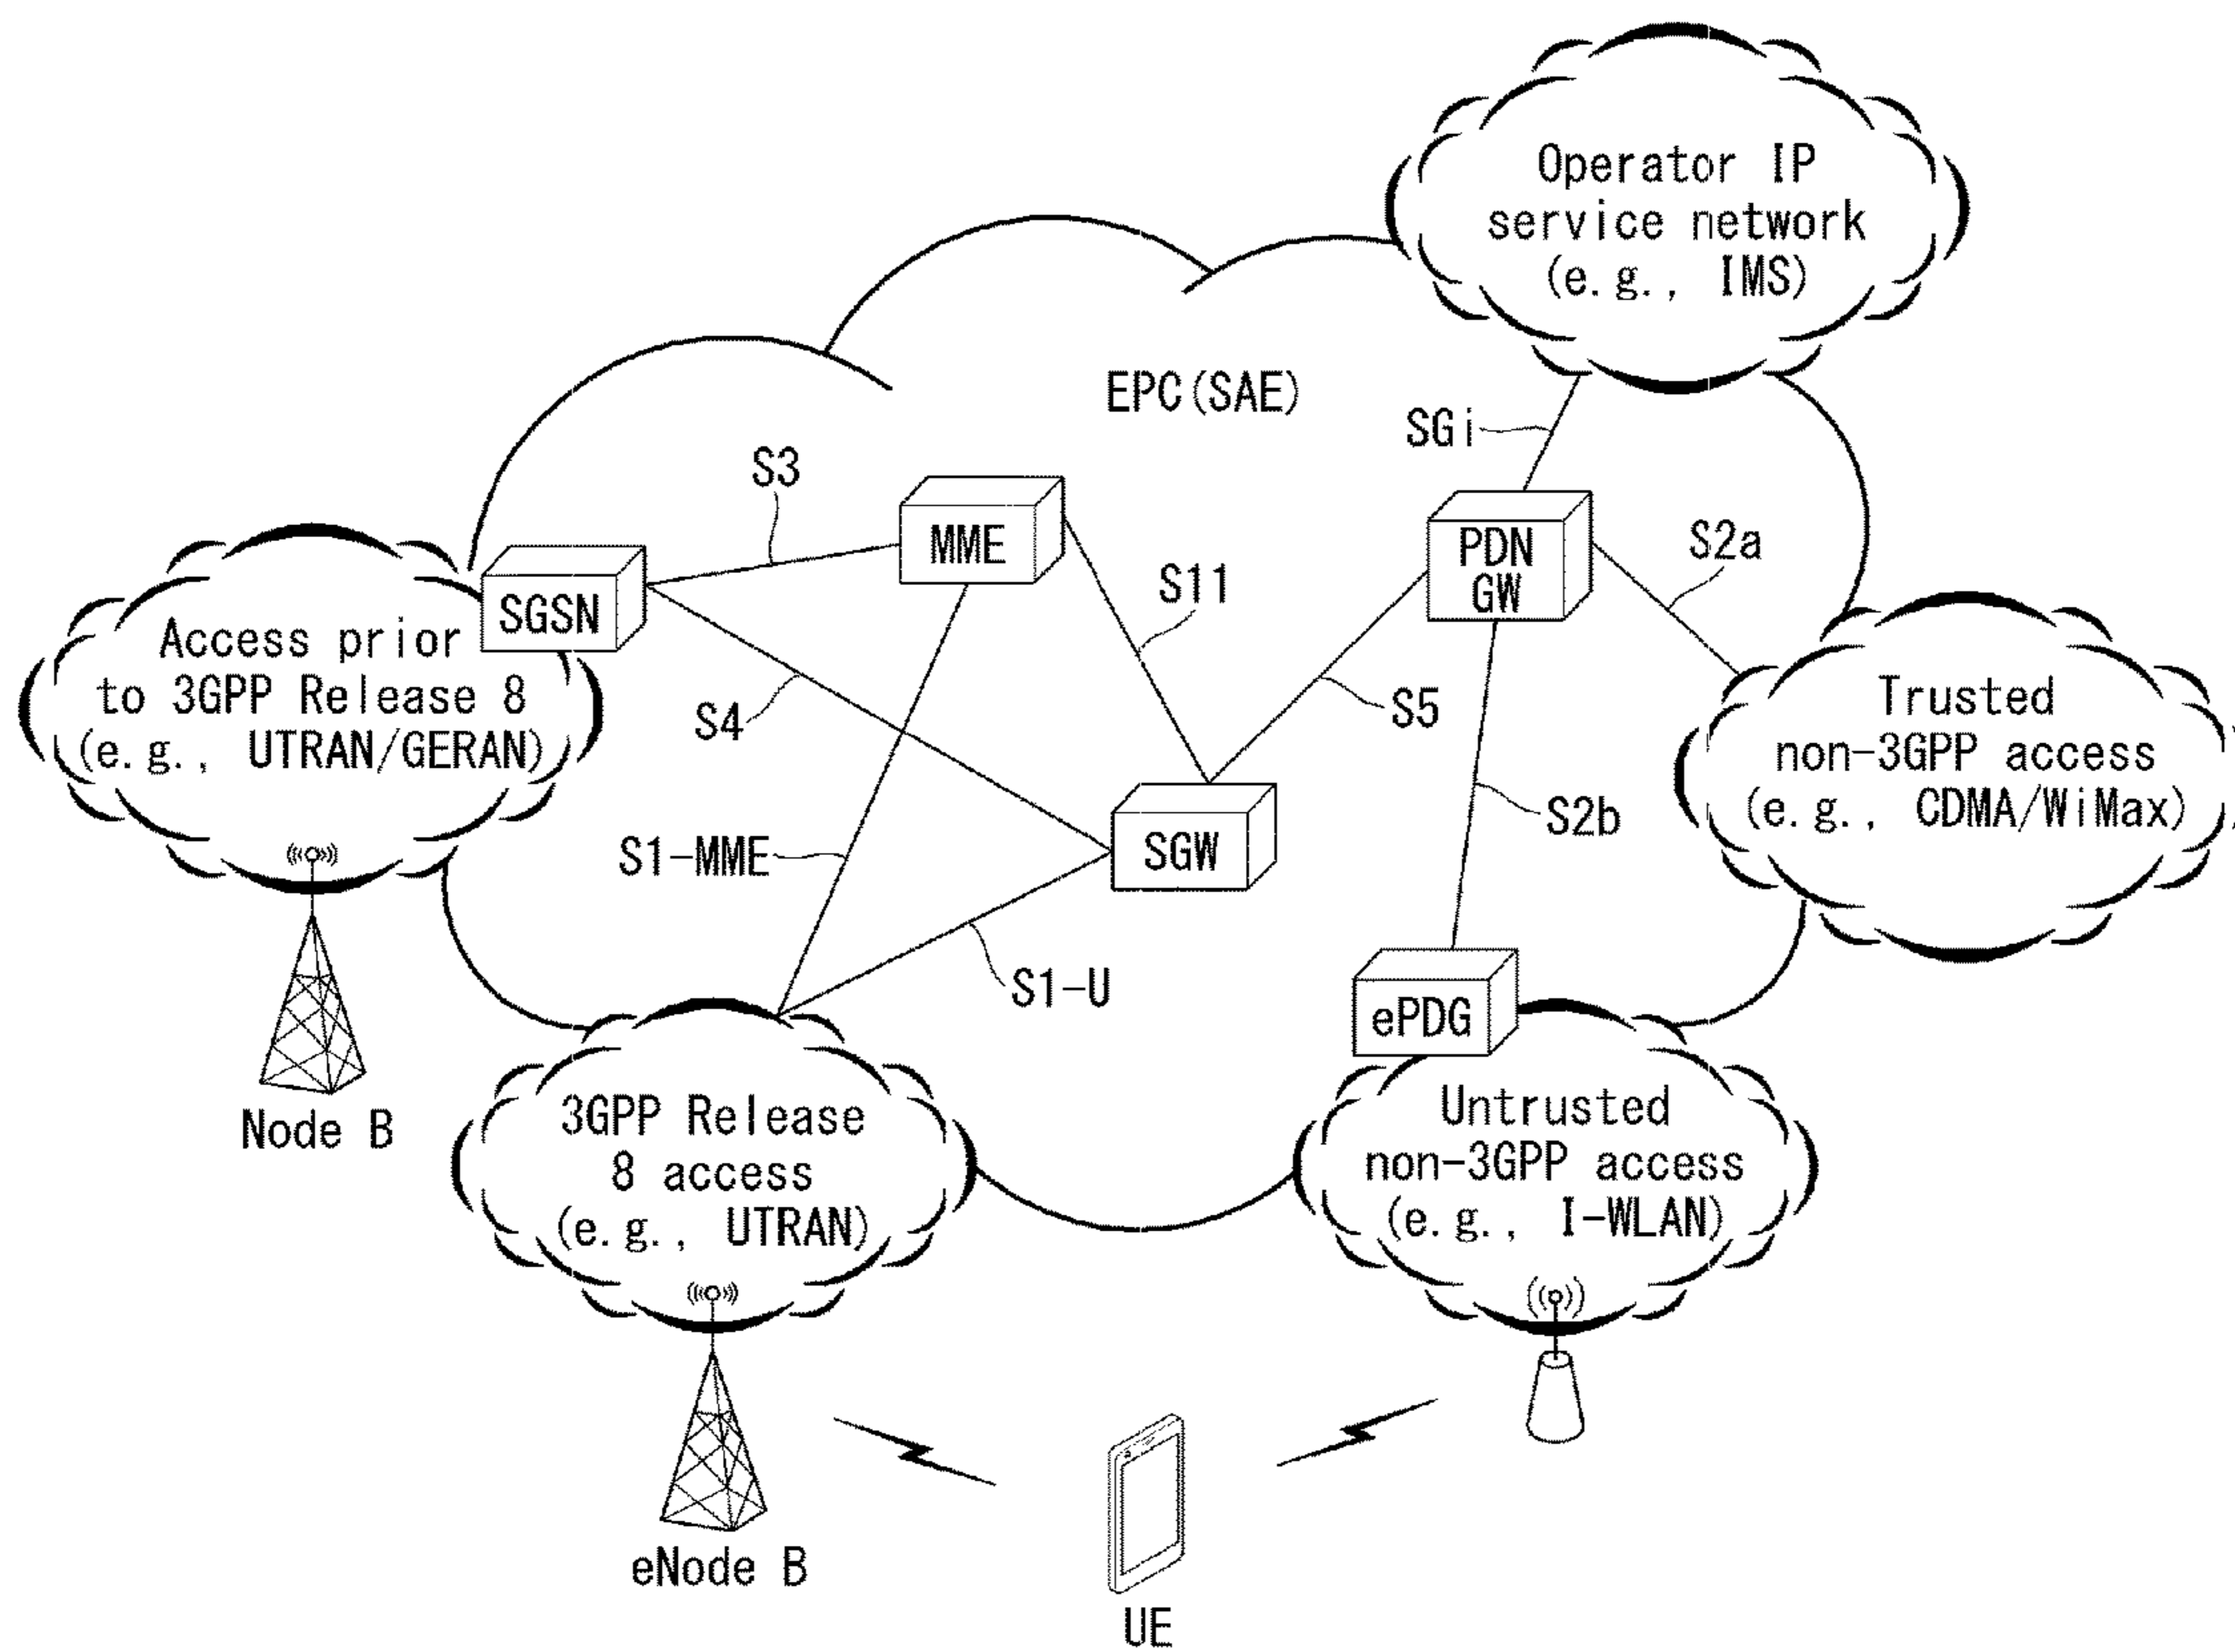 Operator IP
service network
(e.g., IMS)
EPC(SAE)
SGi
S3
MME
PDN
GW
S2a
SGSN
S11
Access prior
to 3GPP Release 8
(e.g., UTRAN/GERAN)
S4
S5
Trusted
non-3GPP access
(e.g., CDMA/WiMax)
S2b
S1-MME
SGW
S1-U
ePDG
Node B
3GPP Release
8 access
(e.g., UTRAN)
Untrusted
non-3GPP access
(e.g., I-WLAN)
eNode B
UE